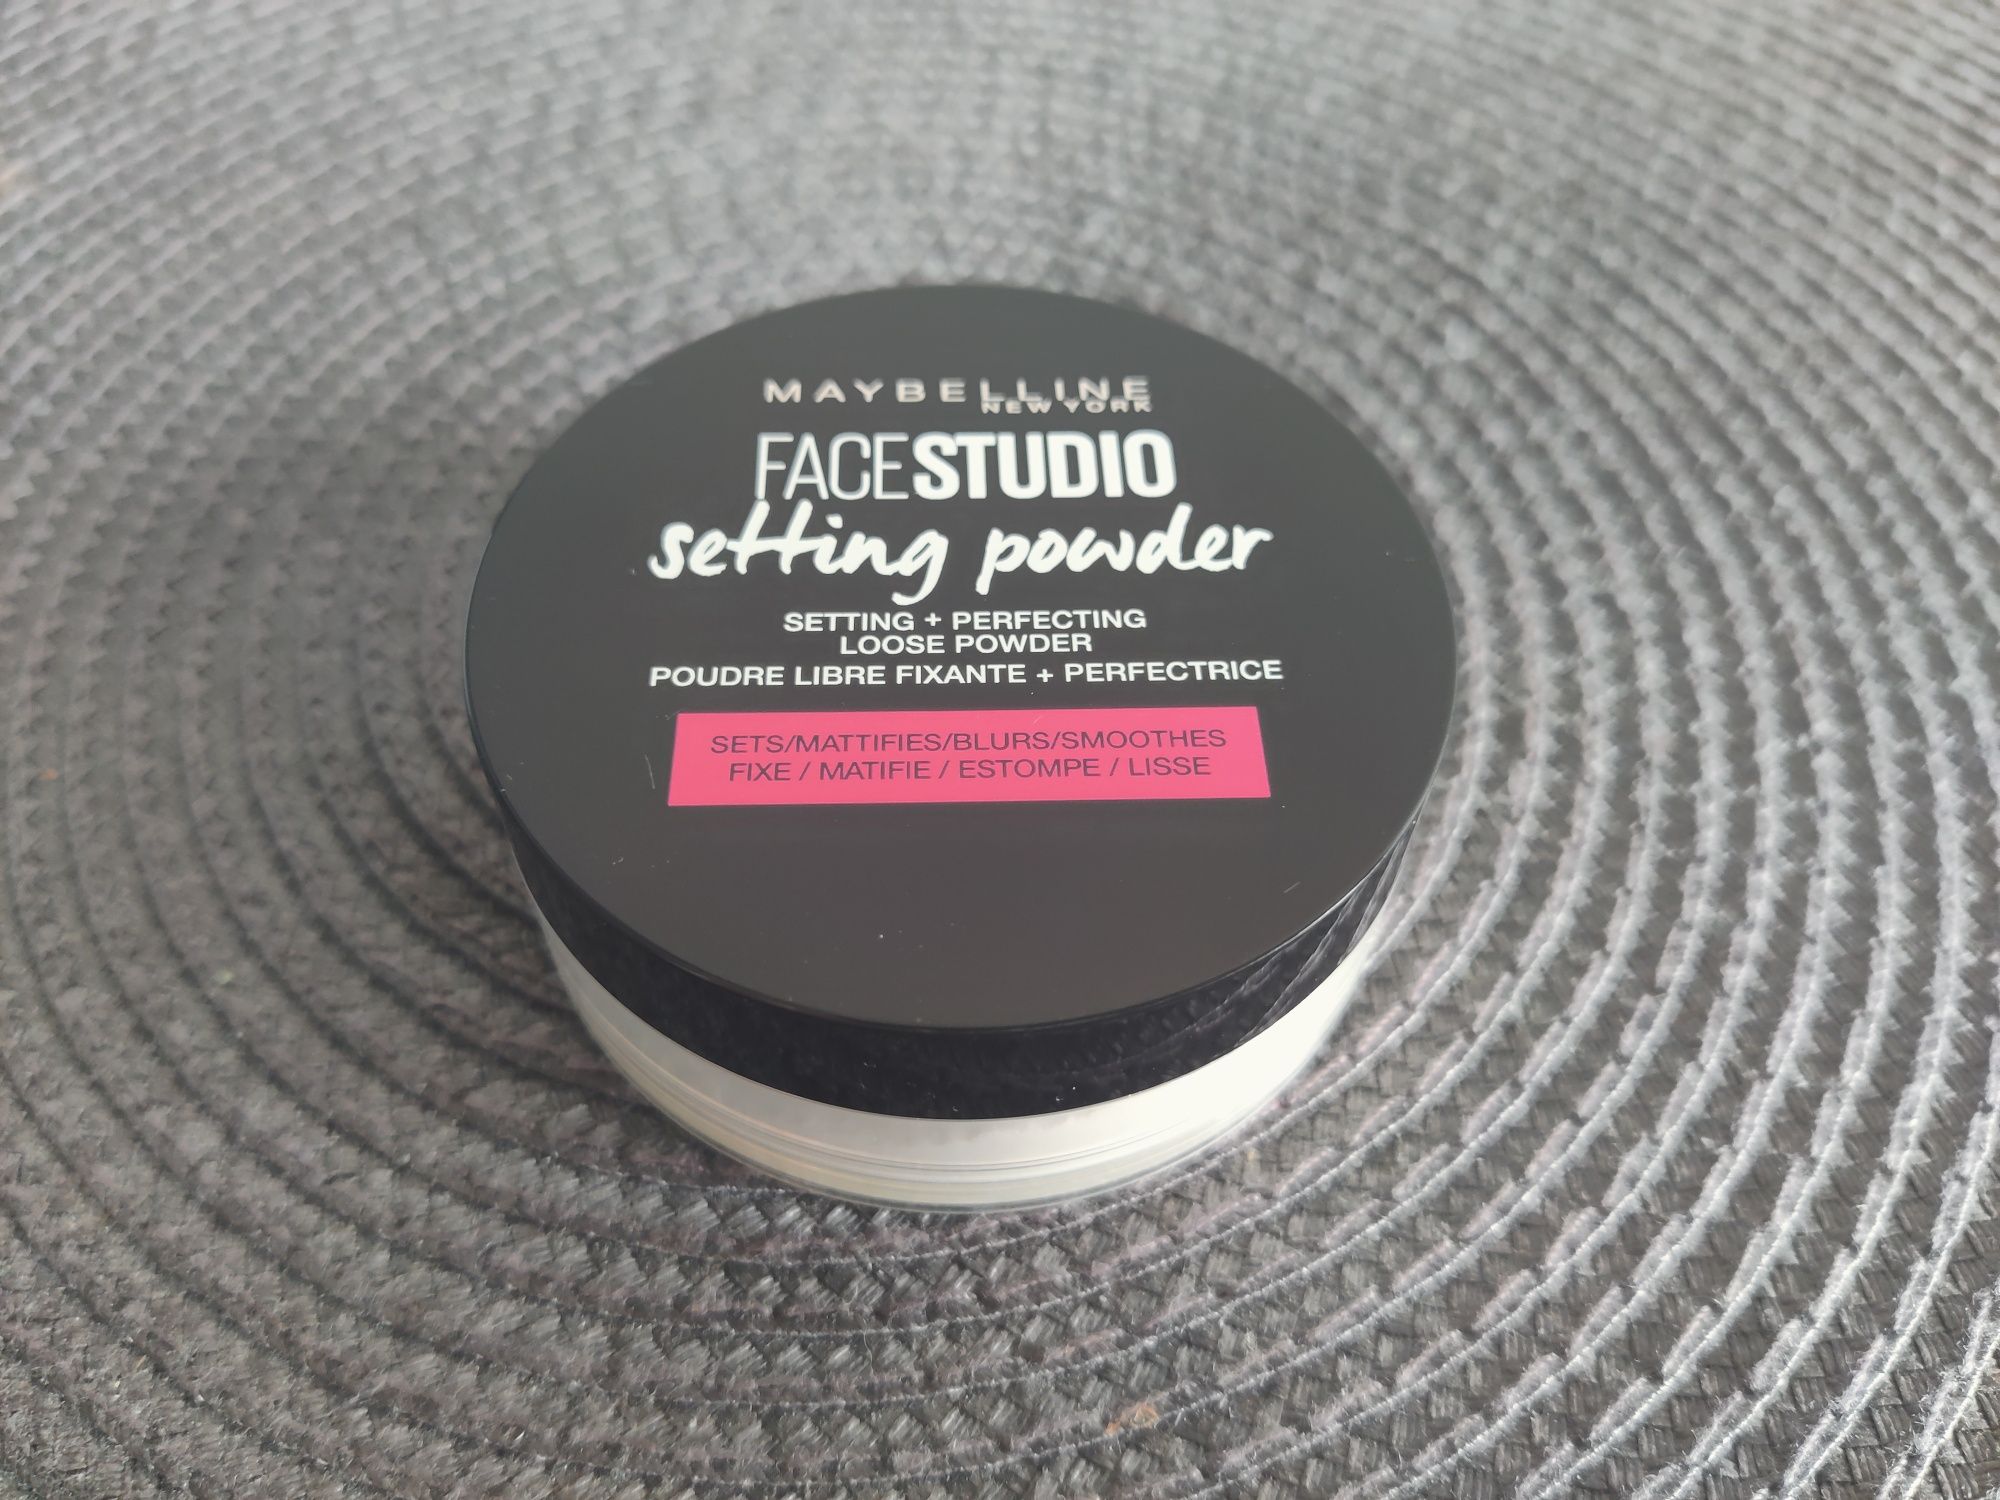 MAYBELLINE
NEW YORK
FACESTUDIO
setting powder
SETTING + PERFECTING
LOOSE POWDER
POUDRE LIBRE FIXANTE + PERFECTRICE
SETS/MATTIFIES/BLURS/SMOOTHES
FIXE / MATIFIE / ESTOMPE / LISSE